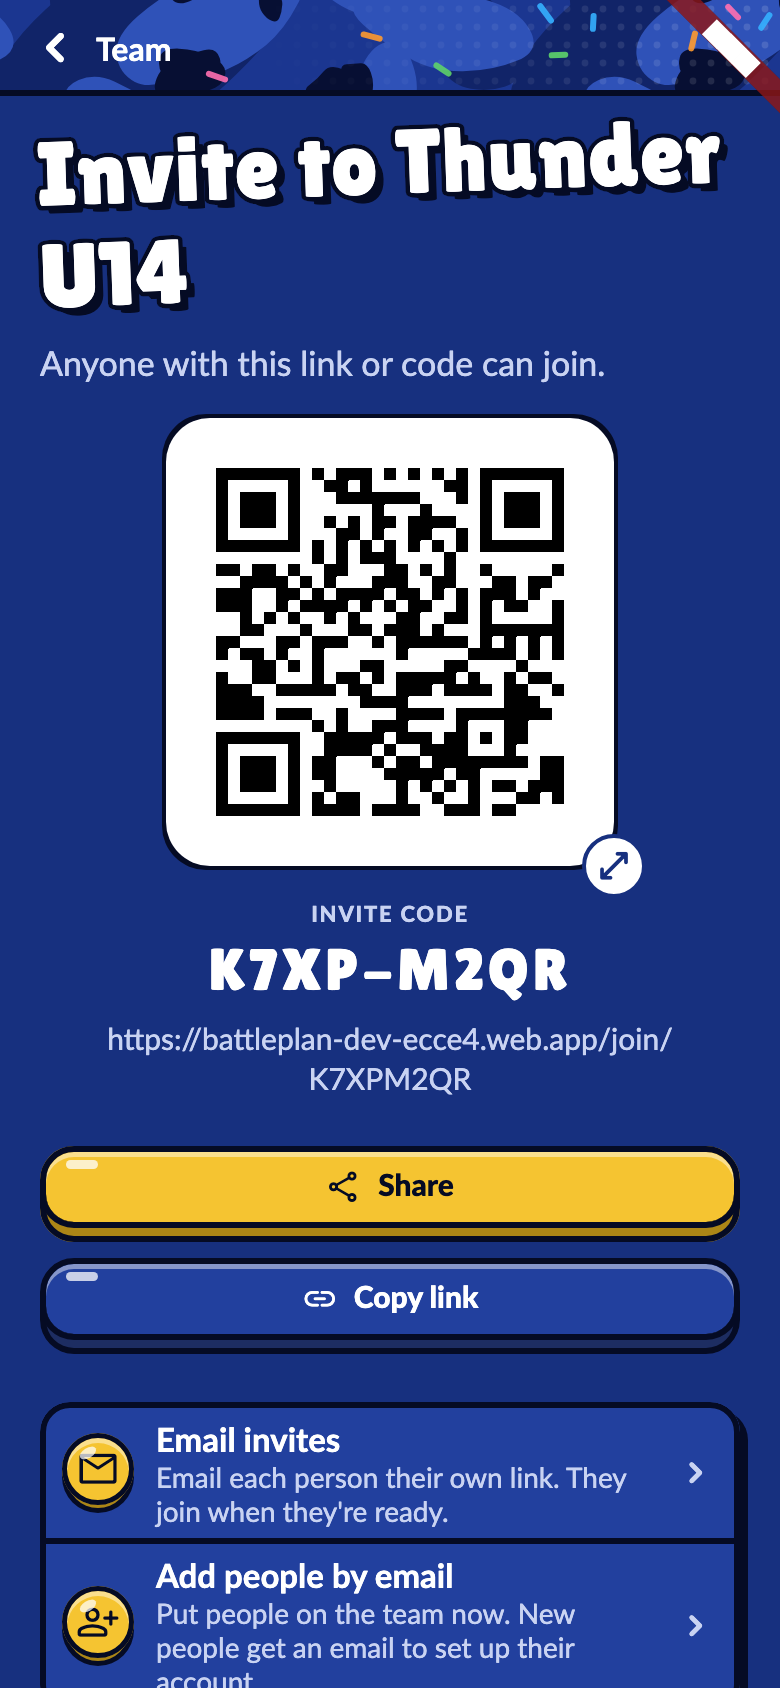 Team
Invite to Thunder
U14
Anyone with this link or code can join.
INVITE CODE
K7XP-M2QR
https://battleplan-dev-ecce4.web.app/join/
K7XPM2QR
Share
Copy link
Email invites
Email each person their own link. They
join when they're ready.
Add people by email
Put people on the team now. New
people get an email to set up their
account